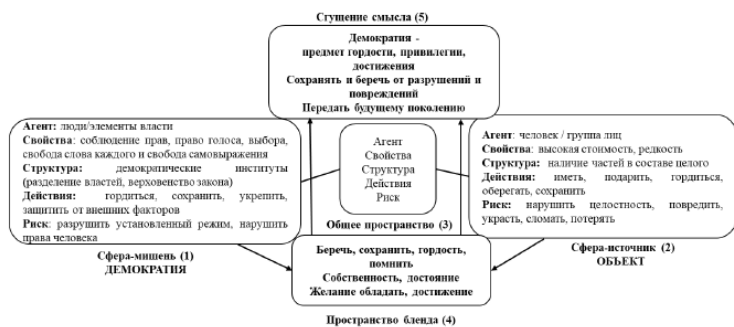 Сгущение смысла (5)
Демократия -
предмет гордости, привилегии,
достижения
Сохранять и беречь от разрушений и
повреждений
Передать будущему поколению
Агент: люди/элементы власти
Свойства: соблюдение прав, право голоса, выбора,
свобода слова каждого и свобода самовыражения
Структура: демократические институты
(разделение властей, верховенство закона)
Действия: гордиться, сохранить, укрепить,
защитит от внешних факторов
Риск: разрушить установленный режим, нарушить
права человека
Сфера-мишень (1)
ДЕМОКРАТИЯ
Агент
Свойства
Структура
Действия
Риск
Общее пространство (3)
Агент: человек / группа лиц
Свойства: высокая стоимость, редкость
Структура: наличие частей в составе целого
Действия: иметь, подарить, гордиться,
оберегать, сохранить
Риск: нарушить целостность, повредить,
украсть, сломать, потерять
Сфера-источник (2)
ОБЪЕКТ
Беречь, сохранить, гордость,
помнить
Собственность, достояние
Желание обладать, достижение
Пространство бленда (4)